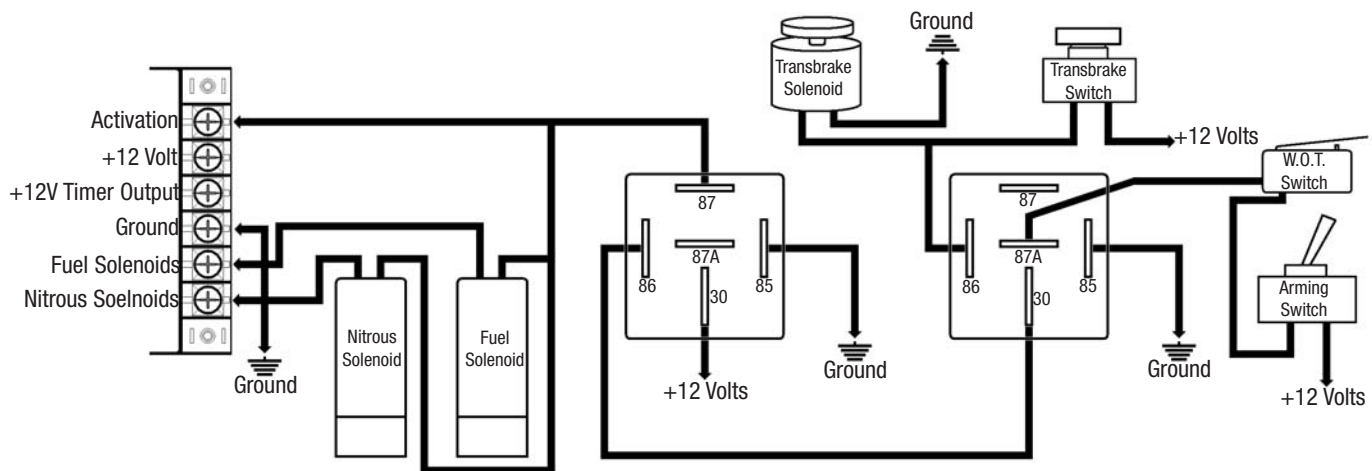 Activation
+12 Volt
+12V Timer Output
Ground
Fuel Solenoids
Nitrous Soelnoids
Ground
Nitrous
Solenoid
Fuel
Solenoid
87
87A
86
85
30
+12 Volts
Ground
Transbrake
Solenoid
Ground
Transbrake
Switch
+12 Volts
87
87A
86
85
30
Ground
W.O.T.
Switch
Arming
Switch
+12 Volts